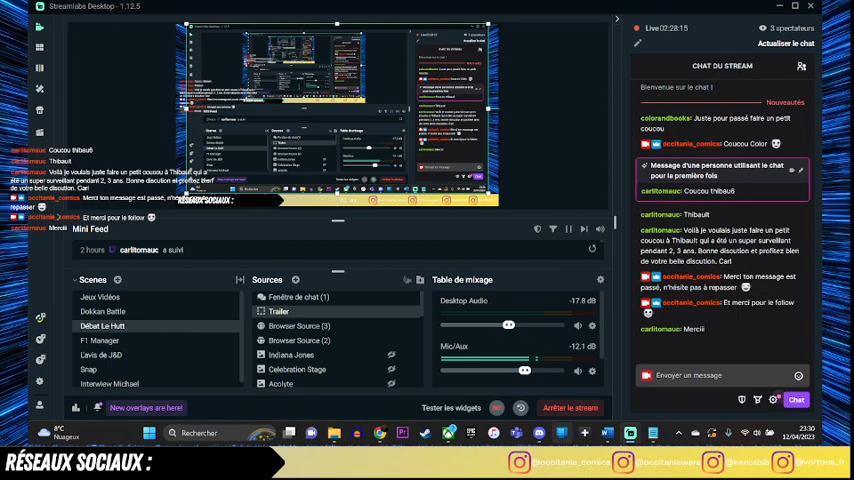 Streamlabs Desktop - 1.12.5
Live 02:28:15
3 spectateurs
Actualiser le chat
CHAT DU STREAM
Bienvenue sur le chat !
Nouveautés
colorandbooks: Juste pour passé faire un petit
coucou
occitanie_comics: Coucou Color
Message d'une personne utilisant le chat
pour la première fois
carlitomauc: Coucou thibau6
carlitomauc: Thibault
carlitomauc: Voilà je voulais juste faire un petit
coucou à Thibault qui a été un super surveillant
pendant 2, 3 ans. Bonne discution et profitez bien
de votre belle discussion. Carl
occitanie_comics: Merci ton message est
passé, n'hésite pas à repasser
occitanie_comics: Et merci pour le follow
carlitomauc: Merciii
Envoyer un message
Chat
carlitomauc: Coucou thibau6
carlitomauc: Thibault
carlitomauc: Voilà je voulais juste faire un petit coucou à Thibault qui a
été un super surveillant pendant 2, 3 ans. Bonne discution et profitez bien
de votre belle discussion. Carl
occitanie_comics: Merci ton message est passé, n'hésite pas à
repasser
occitanie_comics: Et merci pour le follow
carlitomauc: Merciii
RÉSEAUX SOCIAUX :
Mini Feed
2 hours carlitomauc a suivi
Scenes
Jeux Vidéos
Dokkan Battle
Débat Le Hutt
F1 Manager
L'avis de J&D
Snap
Interview Michael
Sources
Fenêtre de chat (1)
Trailer
Browser Source (3)
Browser Source (2)
Indiana Jones
Celebration Stage
Acolyte
Table de mixage
Desktop Audio -17.8 dB
Mic/Aux -12.1 dB
New overlays are here!
Tester les widgets
REC
Arrêter le stream
8°C
Nuageux
Rechercher
23:30
12/04/2023
RÉSEAUX SOCIAUX :
@occitanie_comics
@occitaniewars
@kenothib
@vortous_fr